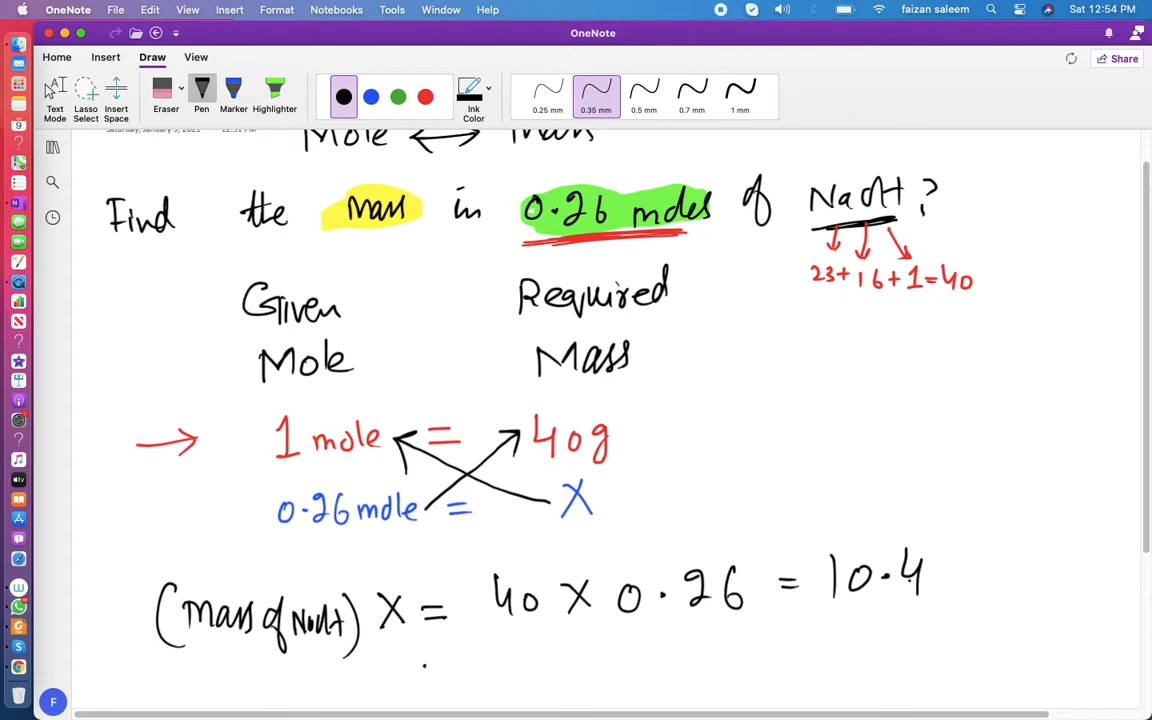 OneNote File Edit View Insert Format Notebooks Tools Window Help faizan saleem Sat 12:54 PM
OneNote
Home Insert Draw View Share
Text Mode Lasso Select Insert Space Eraser Pen Marker Highlighter Ink Color 0.25 mm 0.35 mm 0.5 mm 0.7 mm 1 mm
Mole ⟷ Mass
Find the mass in 0.26 moles of NaOH?
23+16+1=40
Given Required
Mole Mass
→ 1 mole = 40g
0.26 mole = X
(Mass of NaOH) X = 40 X 0.26 = 10.4
F